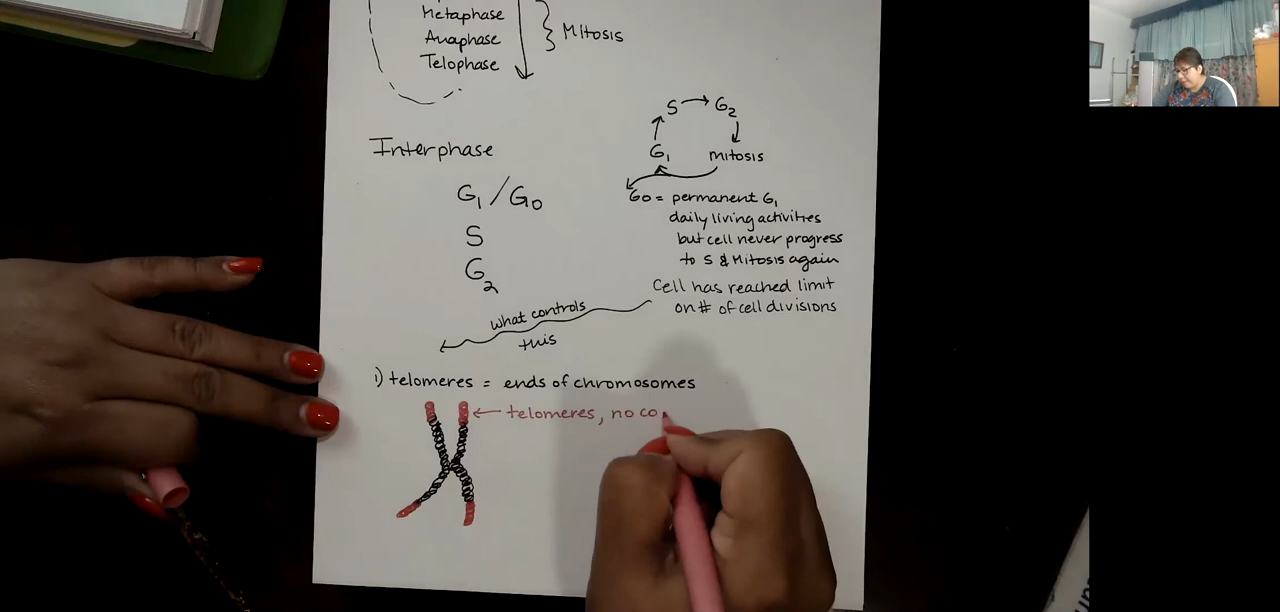 Metaphase
Anaphase
Telophase
Mitosis
Interphase
G1/G0
S
G2
S → G2
G1 mitosis
G0 = permanent G1
daily living activities
but cell never progress
to S & Mitosis again
Cell has reached limit
on # of cell divisions
what controls
this
1) telomeres = ends of chromosomes
← telomeres, no co